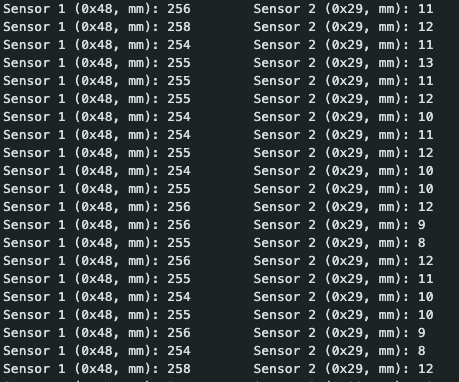 Sensor 1 (0x48, mm): 256 Sensor 2 (0x29, mm): 11
Sensor 1 (0x48, mm): 258 Sensor 2 (0x29, mm): 12
Sensor 1 (0x48, mm): 254 Sensor 2 (0x29, mm): 11
Sensor 1 (0x48, mm): 255 Sensor 2 (0x29, mm): 13
Sensor 1 (0x48, mm): 255 Sensor 2 (0x29, mm): 11
Sensor 1 (0x48, mm): 255 Sensor 2 (0x29, mm): 12
Sensor 1 (0x48, mm): 254 Sensor 2 (0x29, mm): 10
Sensor 1 (0x48, mm): 254 Sensor 2 (0x29, mm): 11
Sensor 1 (0x48, mm): 255 Sensor 2 (0x29, mm): 12
Sensor 1 (0x48, mm): 254 Sensor 2 (0x29, mm): 10
Sensor 1 (0x48, mm): 255 Sensor 2 (0x29, mm): 10
Sensor 1 (0x48, mm): 256 Sensor 2 (0x29, mm): 12
Sensor 1 (0x48, mm): 256 Sensor 2 (0x29, mm): 9
Sensor 1 (0x48, mm): 255 Sensor 2 (0x29, mm): 8
Sensor 1 (0x48, mm): 256 Sensor 2 (0x29, mm): 12
Sensor 1 (0x48, mm): 255 Sensor 2 (0x29, mm): 11
Sensor 1 (0x48, mm): 254 Sensor 2 (0x29, mm): 10
Sensor 1 (0x48, mm): 255 Sensor 2 (0x29, mm): 10
Sensor 1 (0x48, mm): 256 Sensor 2 (0x29, mm): 9
Sensor 1 (0x48, mm): 254 Sensor 2 (0x29, mm): 8
Sensor 1 (0x48, mm): 258 Sensor 2 (0x29, mm): 12